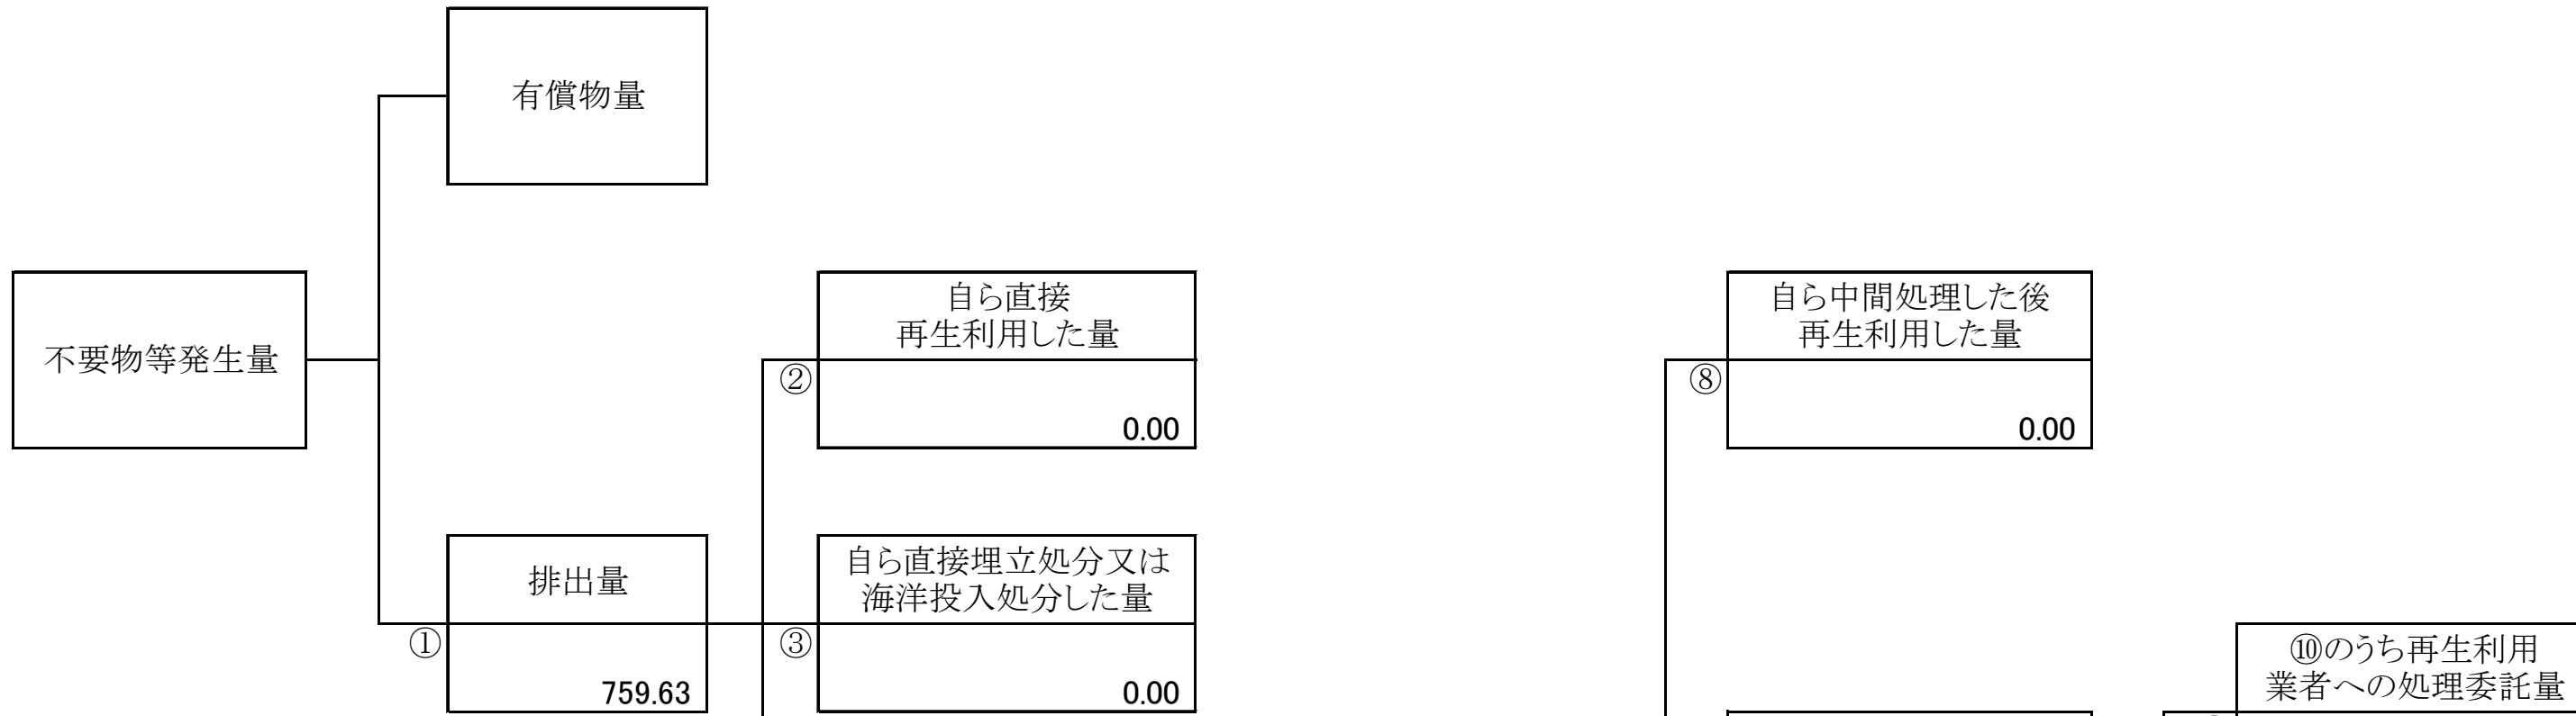 有償物量
不要物等発生量
自ら直接
再生利用した量
②
0.00
自ら中間処理した後
再生利用した量
⑧
0.00
排出量
①
759.63
自ら直接埋立処分又は
海洋投入処分した量
③
0.00
⑩のうち再生利用
業者への処理委託量